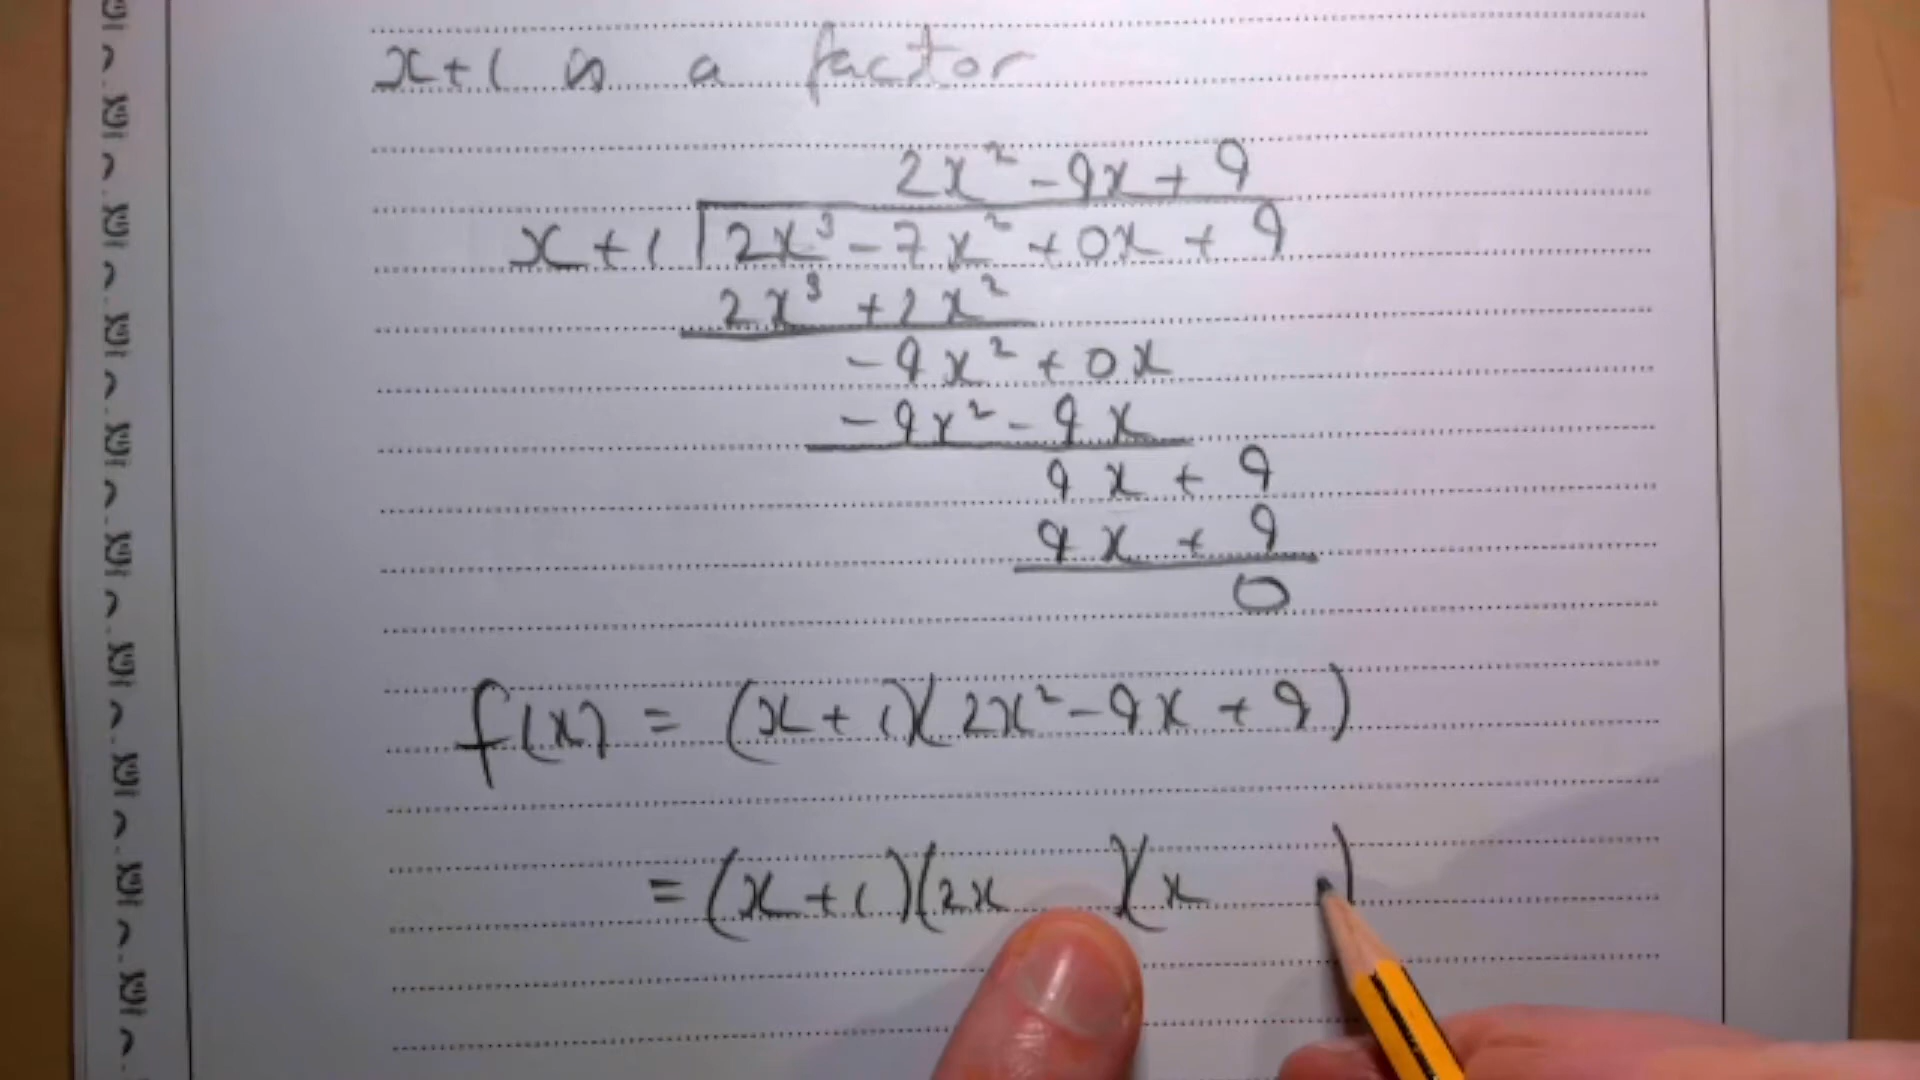 x+1 is a factor
2x² - 9x + 9
x + 1 | 2x³ - 7x² + 0x + 9
2x³ + 2x²
-9x² + 0x
-9x² - 9x
9x + 9
9x + 9
0
f(x) = (x + 1)(2x² - 9x + 9)
= (x + 1)(2x )(x )